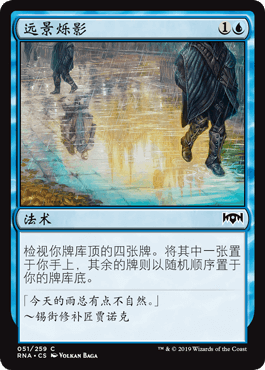 远景烁影 1
法术
检视你牌库顶的四张牌。将其中一张置
于你手上，其余的牌则以随机顺序置于
你的牌库底。
「今天的雨总有点不自然。」
～锡街修补匠贾诺克
051/259 C
RNA • CS VOLKAN BAGA
™ & © 2019 Wizards of the Coast